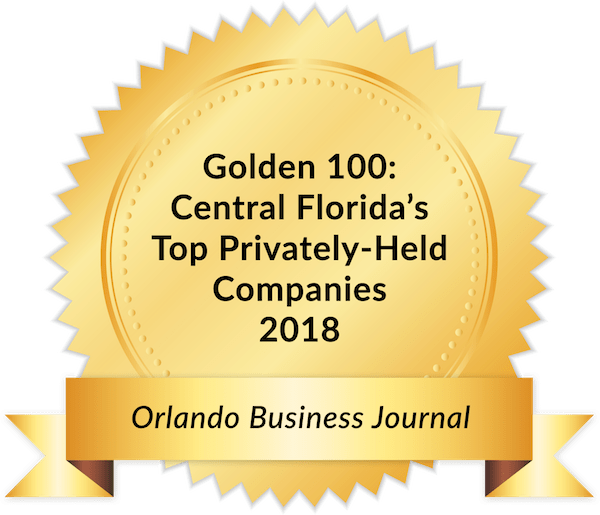 Golden 100:
Central Florida’s
Top Privately-Held
Companies
2018
Orlando Business Journal